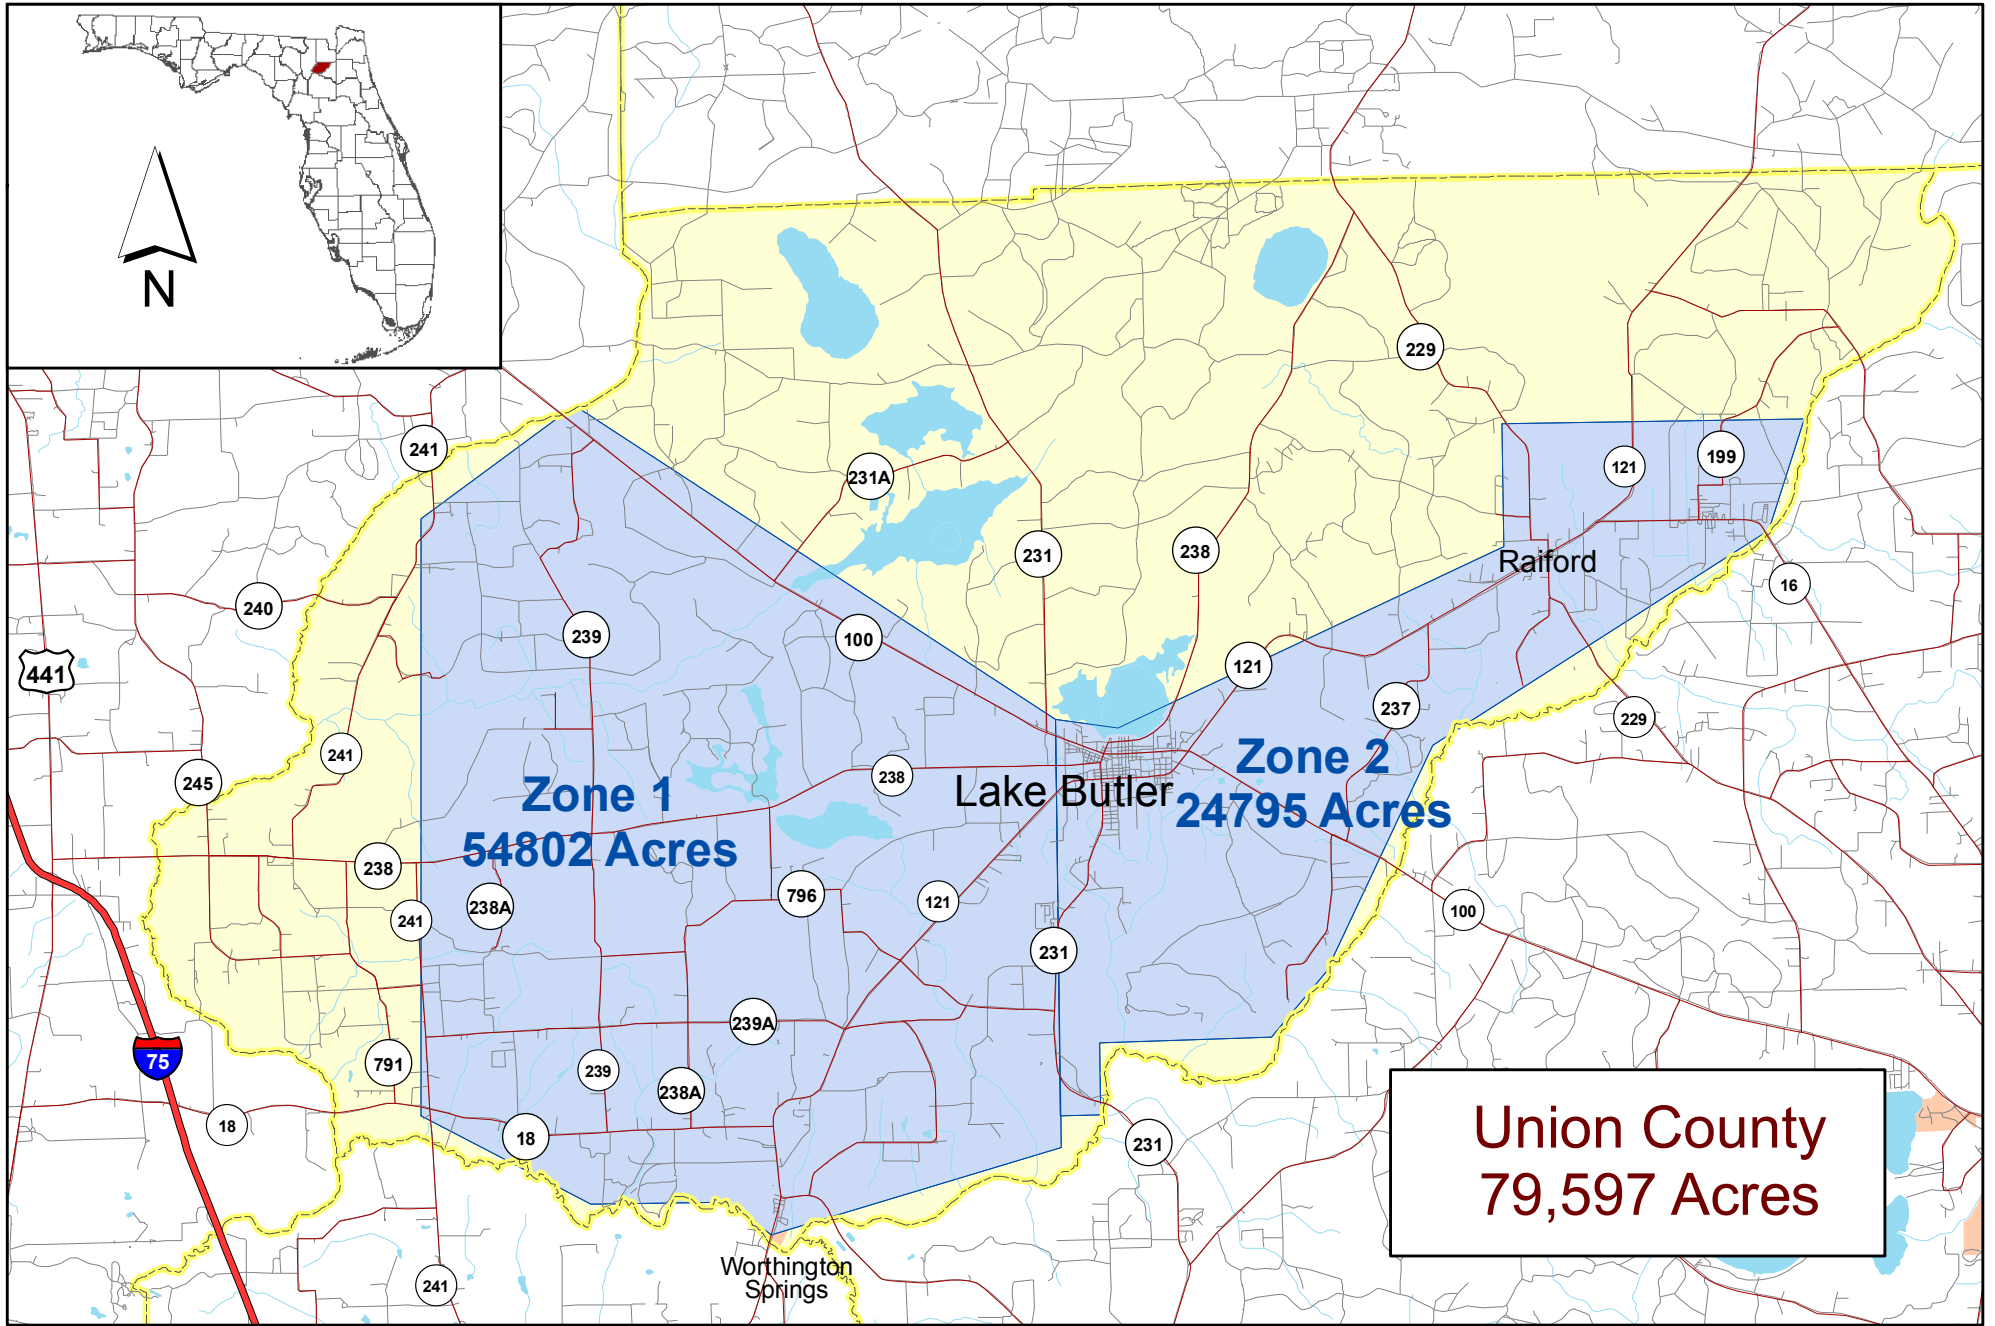 N
229
241
231A
121
199
231
238
Raiford
16
240
239
100
121
441
237
229
241
245
238
Zone 1
54802 Acres
Lake Butler
Zone 2
24795 Acres
238
238A
241
796
121
100
231
239A
75
791
239
238A
18
18
231
Union County
79,597 Acres
Worthington
Springs
241